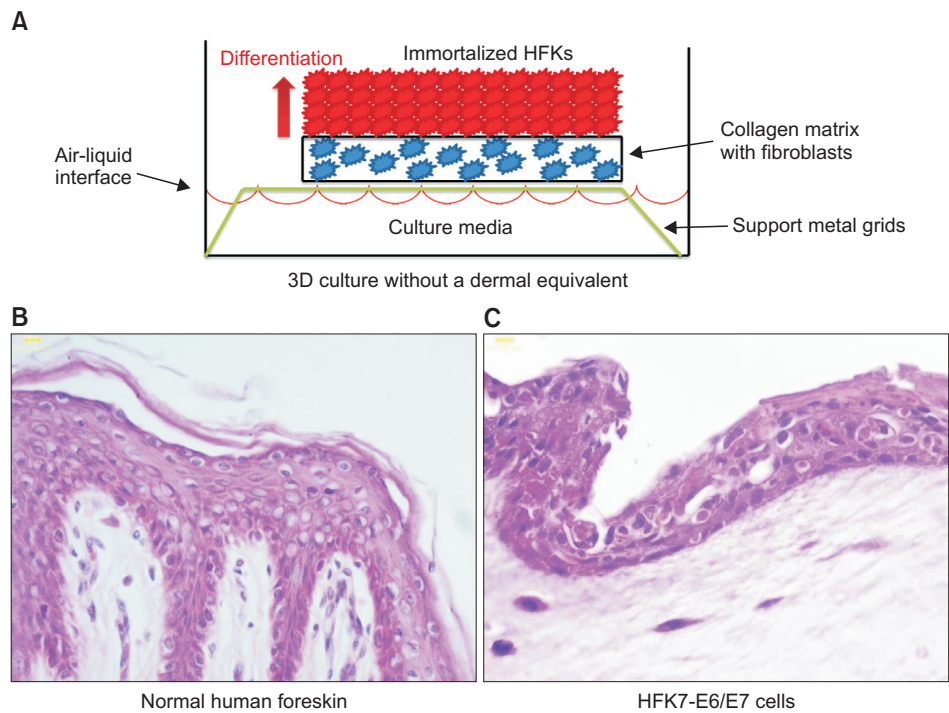 A
Differentiation
Immortalized HFKs
Air-liquid
interface
Collagen matrix
with fibroblasts
Culture media
Support metal grids
3D culture without a dermal equivalent
B
C
Normal human foreskin
HFK7-E6/E7 cells